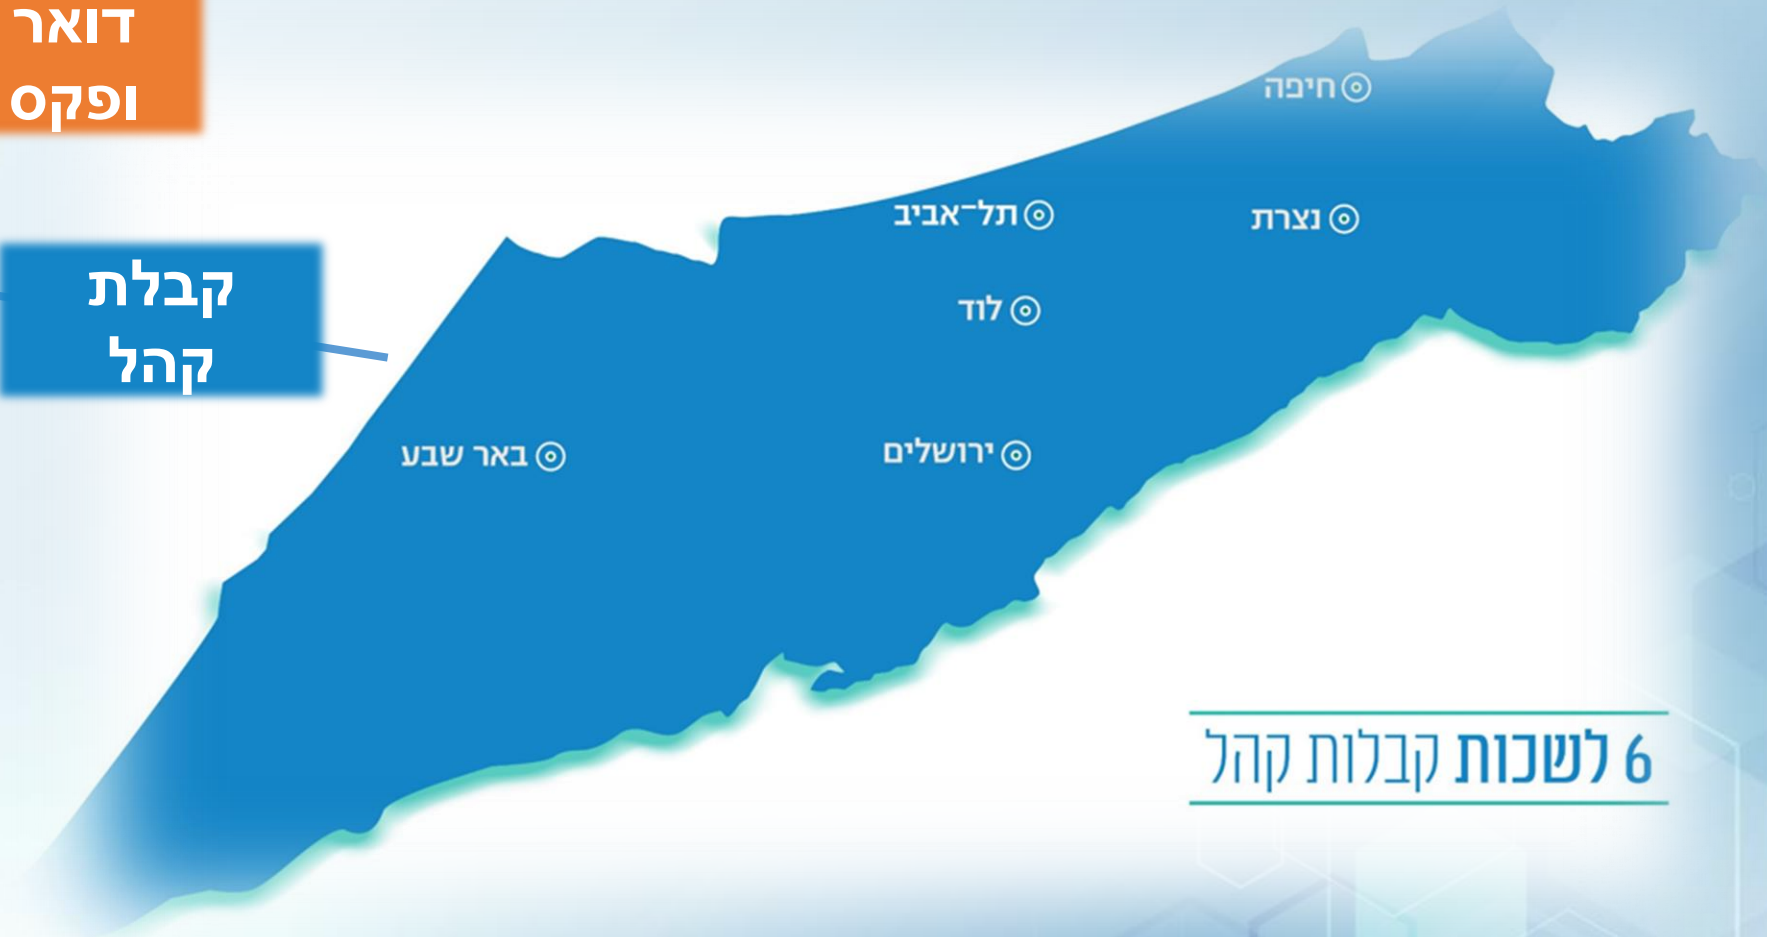 דואר
ופקס
קבלת
קהל
חיפה
תל-אביב
נצרת
לוד
באר שבע
ירושלים
6 לשכות קבלות קהל